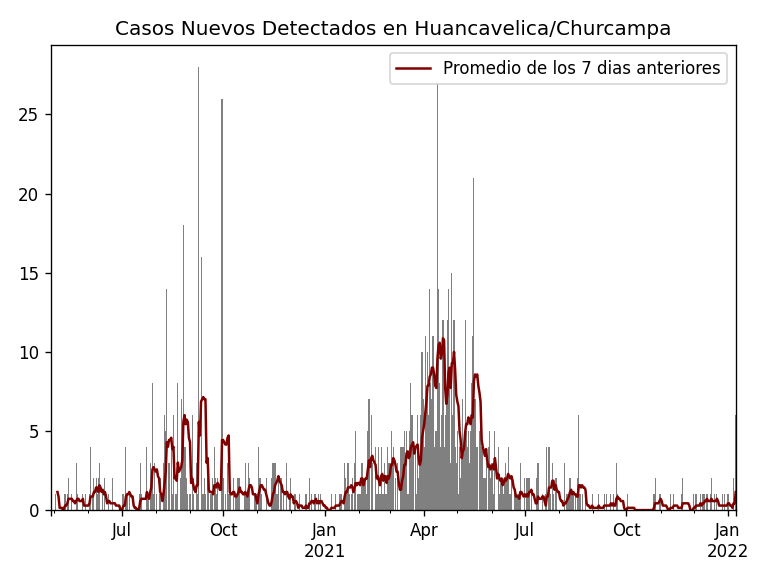 Casos Nuevos Detectados en Huancavelica/Churcampa
Promedio de los 7 dias anteriores
25
20
15
10
5
0
Jul
Oct
Jan
2021
Apr
Jul
Oct
Jan
2022